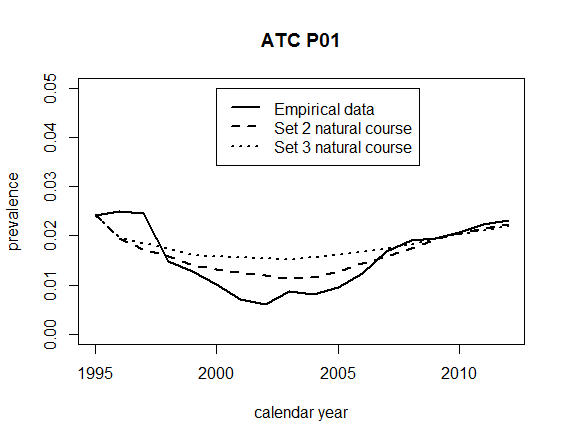 ATC P01
Empirical data
Set 2 natural course
Set 3 natural course
prevalence
0.05
0.04
0.03
0.02
0.01
0.00
1995
2000
2005
2010
calendar year